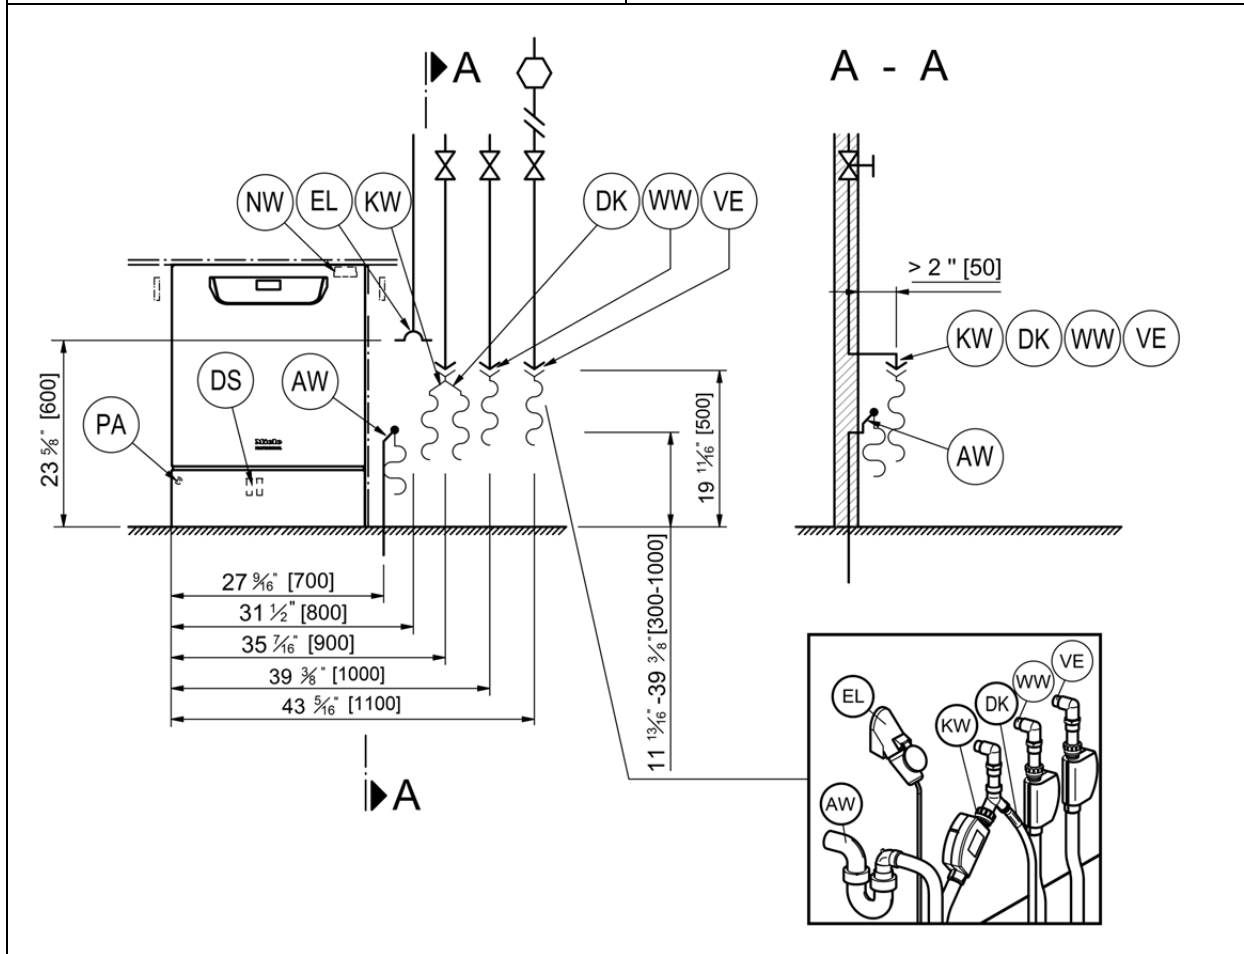 A
A - A
NW EL KW DK WW VE
> 2 " [50]
KW DK WW VE
DS AW
PA
AW
23 ⅝" [600]
19 11/16" [500]
Miele
PROFESSIONAL
11 13/16" -39 3/8"[300-1000]
27 9/16" [700]
31 ½" [800]
35 7/16" [900]
39 ⅜" [1000]
43 5/16" [1100]
A
VE
WW
EL
DK
KW
AW